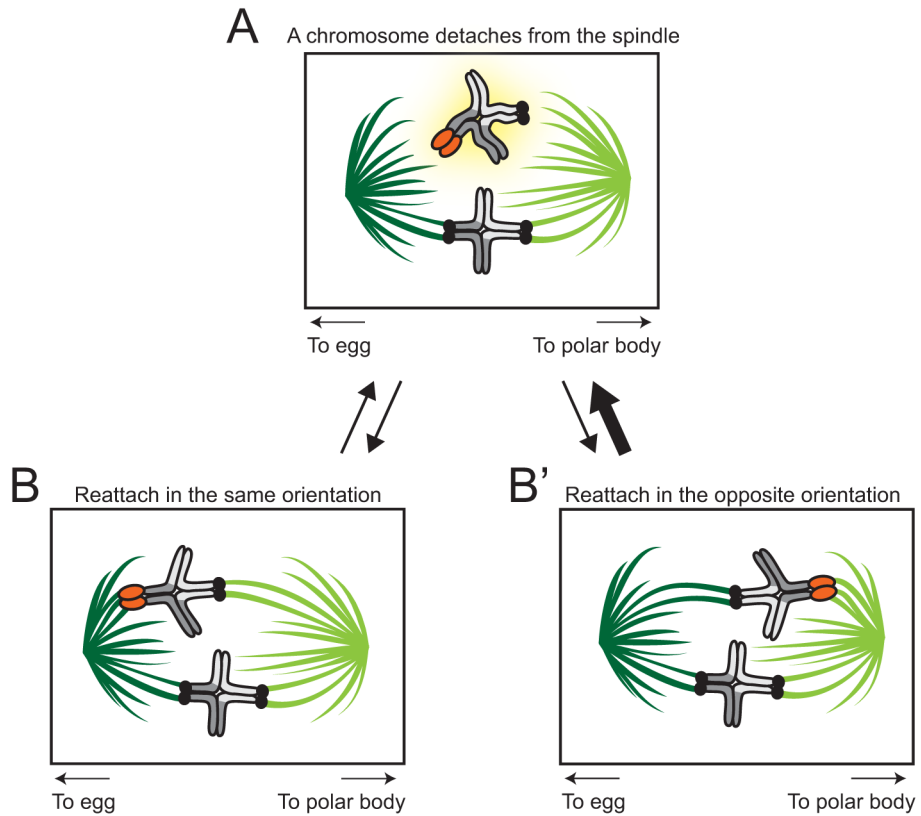 A
A chromosome detaches from the spindle
To egg
To polar body
B
Reattach in the same orientation
To egg
To polar body
B’
Reattach in the opposite orientation
To egg
To polar body